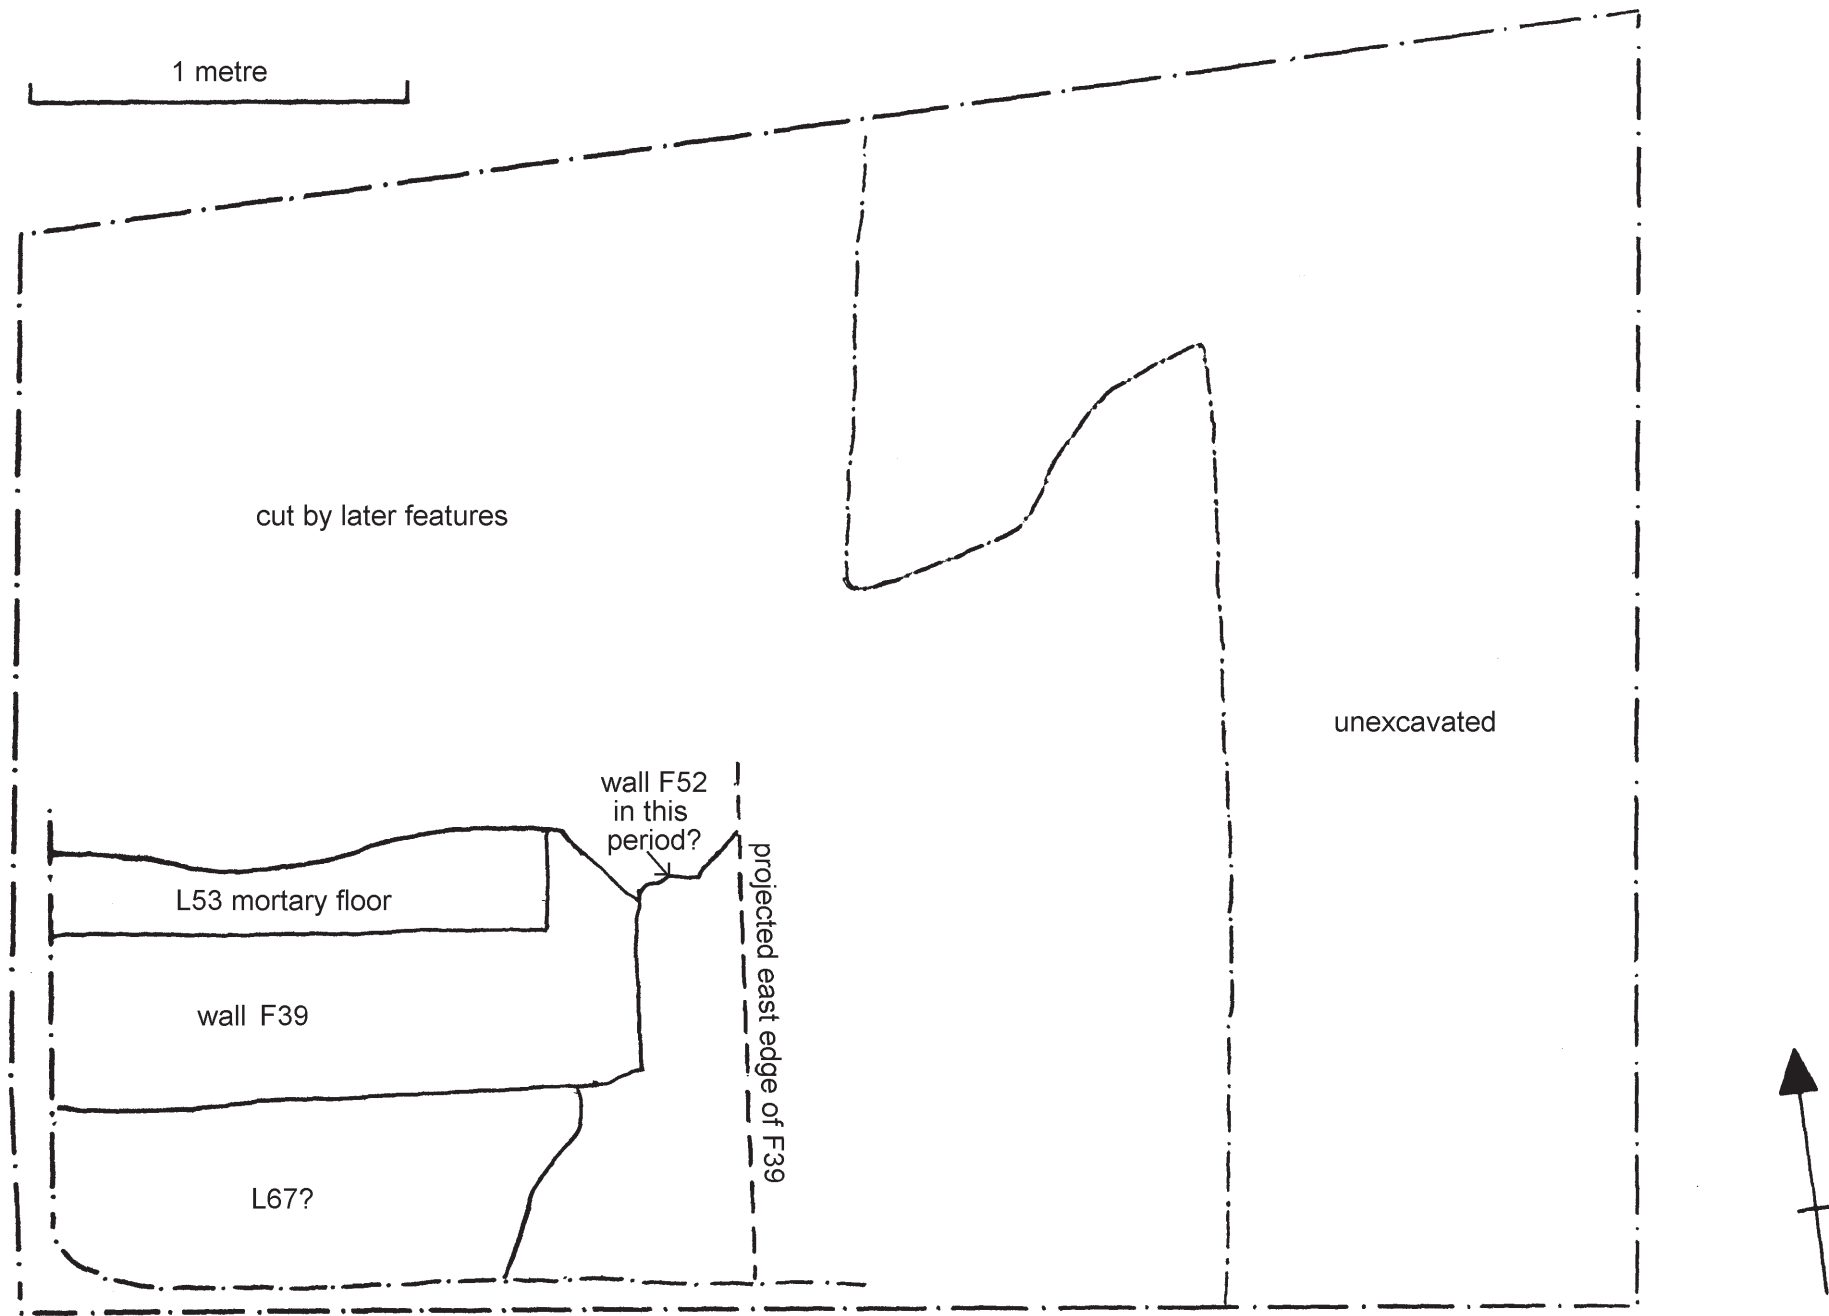 1 metre
cut by later features
unexcavated
wall F52
in this
period?
projected east edge of F39
L53 mortary floor
wall F39
L67?